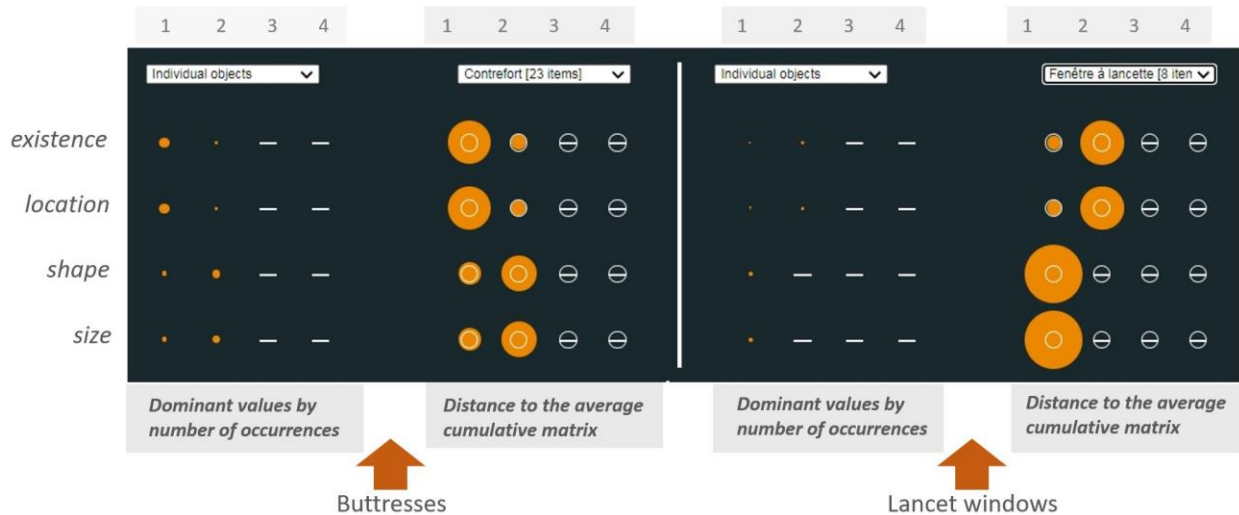 1 2 3 4 1 2 3 4 1 2 3 4 1 2 3 4
Individual objects Contrefort [23 items] Individual objects Fenêtre à lancette [8 iten
existence
location
shape
size
Dominant values by
number of occurrences
Distance to the average
cumulative matrix
Dominant values by
number of occurrences
Distance to the average
cumulative matrix
Buttresses Lancet windows